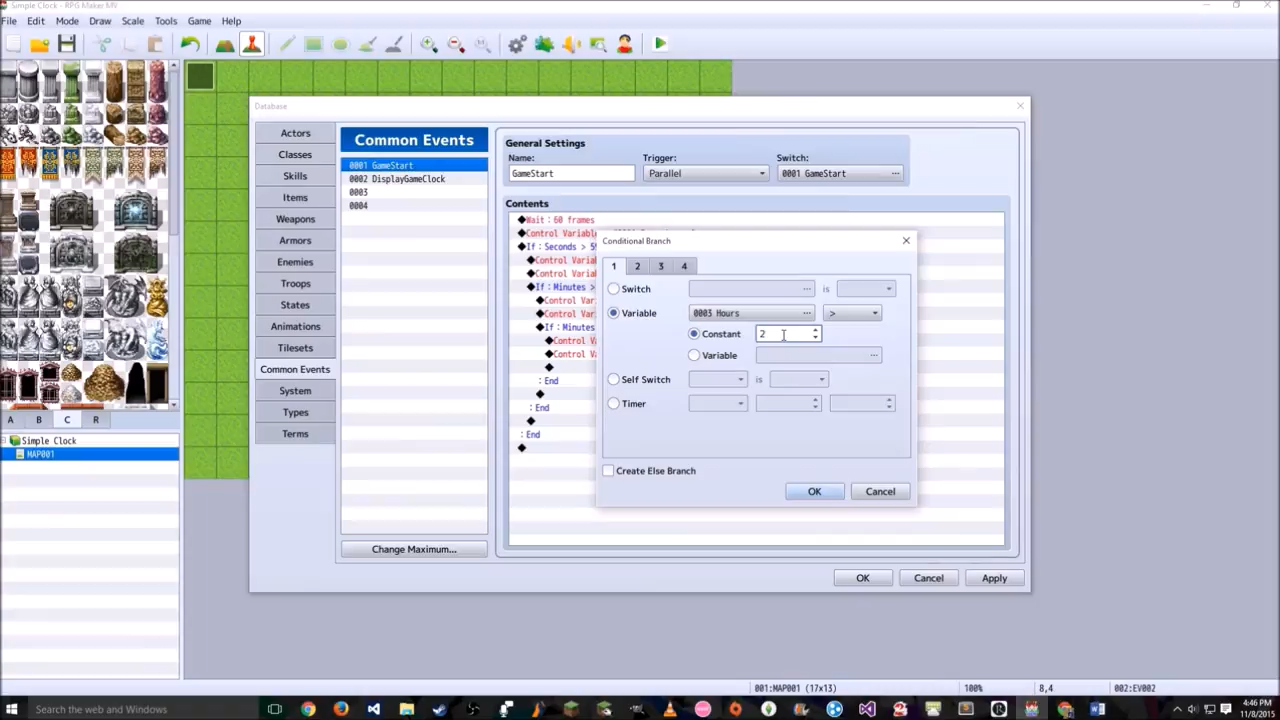 Simple Clock - RPG Maker MV
File Edit Mode Draw Scale Tools Game Help
Database
Actors
Classes
Skills
Items
Weapons
Armors
Enemies
Troops
States
Animations
Tilesets
Common Events
System
Types
Terms
Common Events
0001 GameStart
0002 DisplayGameClock
0003
0004
Change Maximum...
General Settings
Name:
GameStart
Trigger:
Parallel
Switch:
0001 GameStart ...
Contents
◆Wait : 60 frames
◆Control Variabl
◆If : Seconds > 5
◆Control Varia
◆Control Varia
◆If : Minutes >
◆Control Var
◆Control Var
◆If : Minutes
◆Control V
◆Control V
◆
: End
◆
: End
◆
: End
◆
Conditional Branch
1 2 3 4
Switch ... is
Variable 0003 Hours ... >
Constant 2
Variable ...
Self Switch is
Timer
Create Else Branch
OK Cancel
OK Cancel Apply
A B C R
Simple Clock
MAP001
001:MAP001 (17x13) 100% 8,4 002:EV002
Search the web and Windows
4:46 PM
11/8/2015